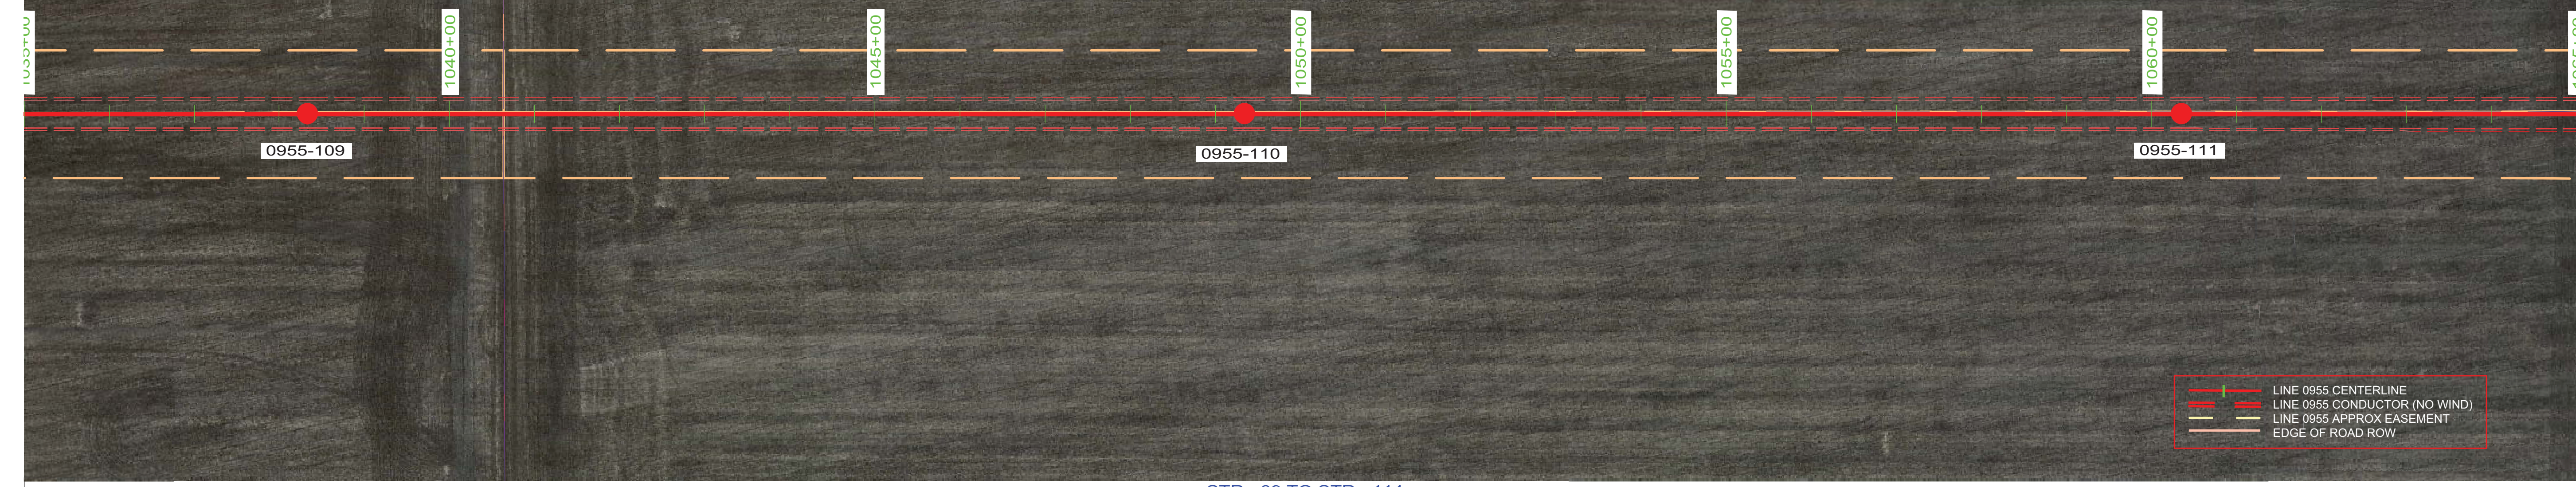 1040+00
1045+00
1050+00
1055+00
1060+00
0955-109
0955-110
0955-111
LINE 0955 CENTERLINE
LINE 0955 CONDUCTOR (NO WIND)
LINE 0955 APPROX EASEMENT
EDGE OF ROAD ROW